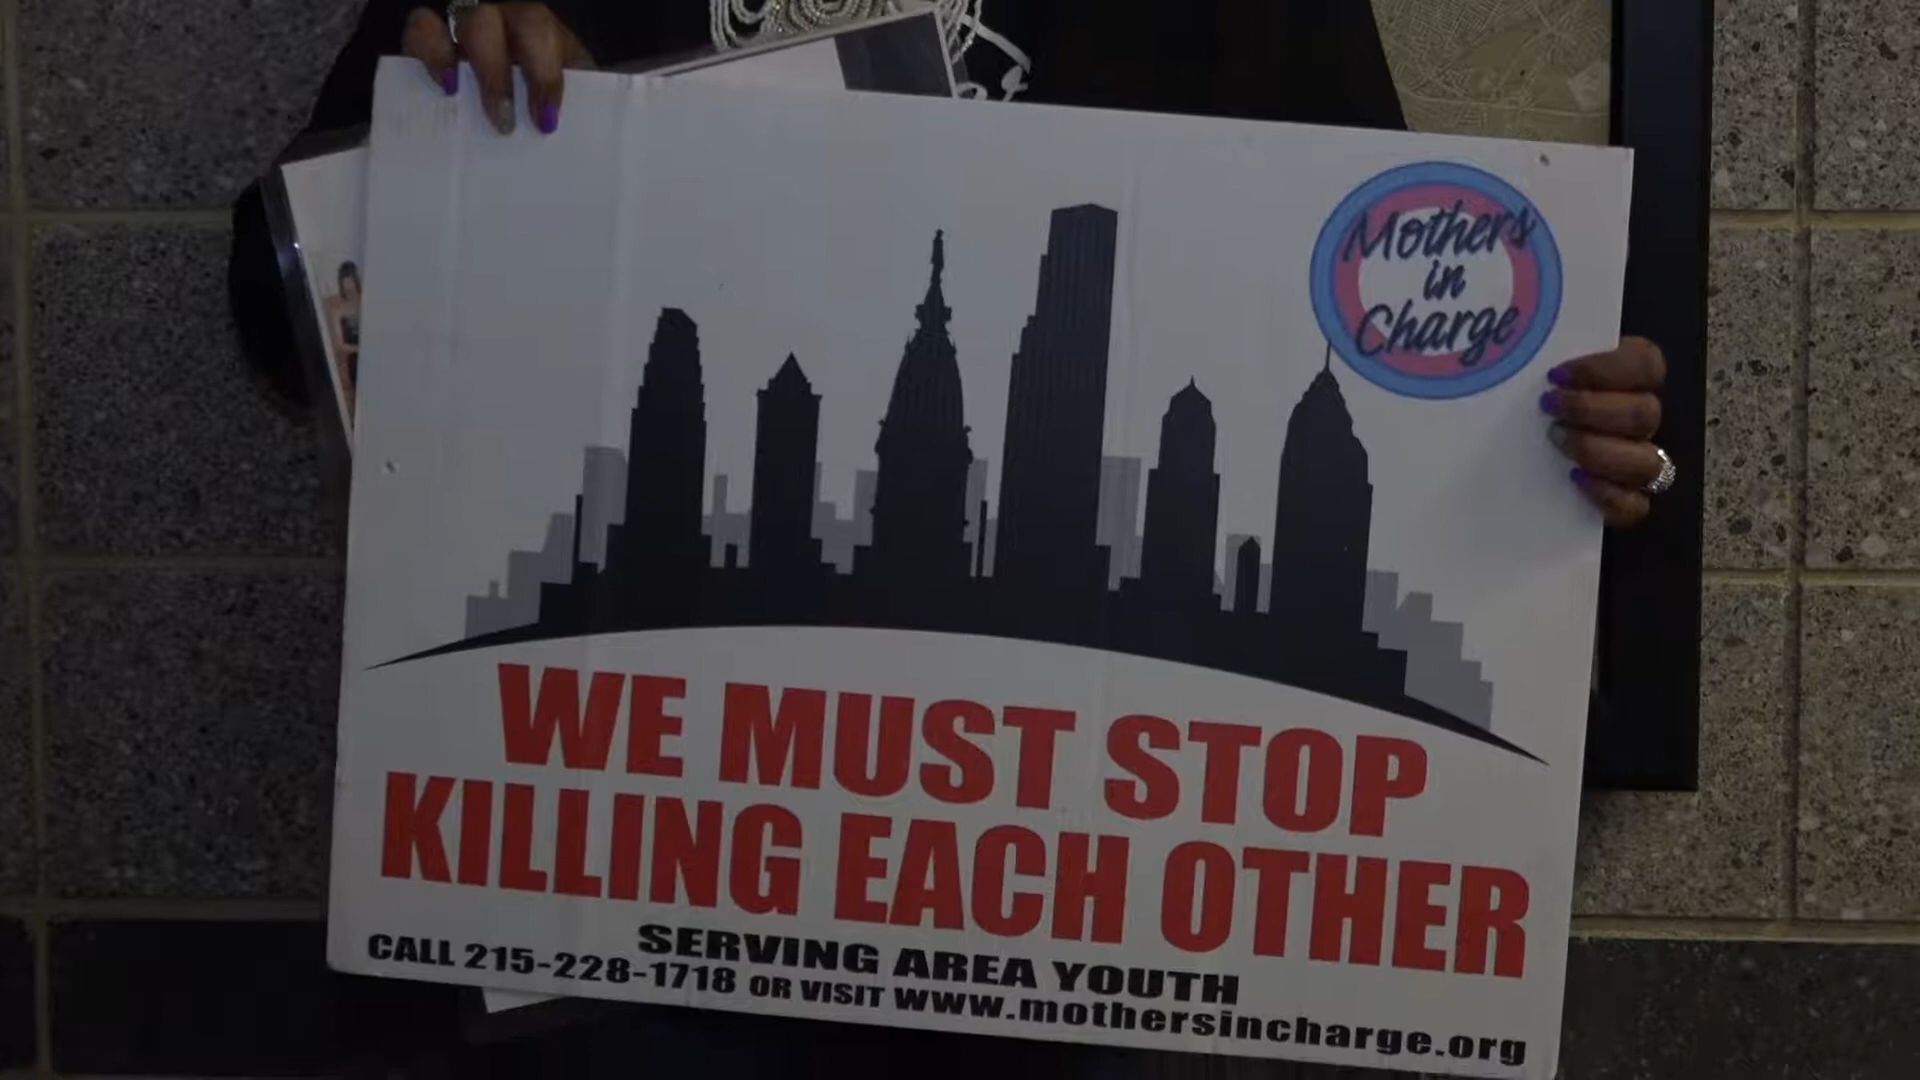 Mothers
in
Charge
WE MUST STOP
KILLING EACH OTHER
SERVING AREA YOUTH
CALL 215-228-1718 OR VISIT www.mothersincharge.org